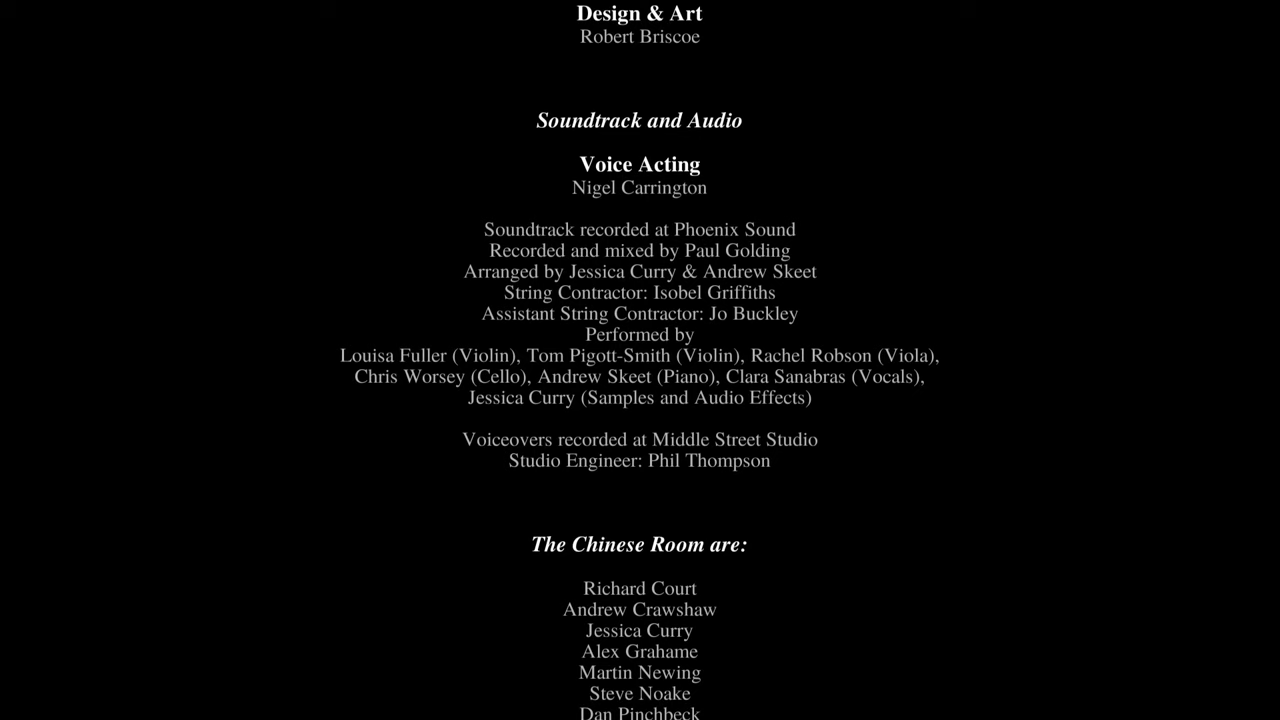 Design & Art
Robert Briscoe
Soundtrack and Audio
Voice Acting
Nigel Carrington
Soundtrack recorded at Phoenix Sound
Recorded and mixed by Paul Golding
Arranged by Jessica Curry & Andrew Skeet
String Contractor: Isobel Griffiths
Assistant String Contractor: Jo Buckley
Performed by
Louisa Fuller (Violin), Tom Pigott-Smith (Violin), Rachel Robson (Viola),
Chris Worsey (Cello), Andrew Skeet (Piano), Clara Sanabras (Vocals),
Jessica Curry (Samples and Audio Effects)
Voiceovers recorded at Middle Street Studio
Studio Engineer: Phil Thompson
The Chinese Room are:
Richard Court
Andrew Crawshaw
Jessica Curry
Alex Grahame
Martin Newing
Steve Noake
Dan Pinchbeck